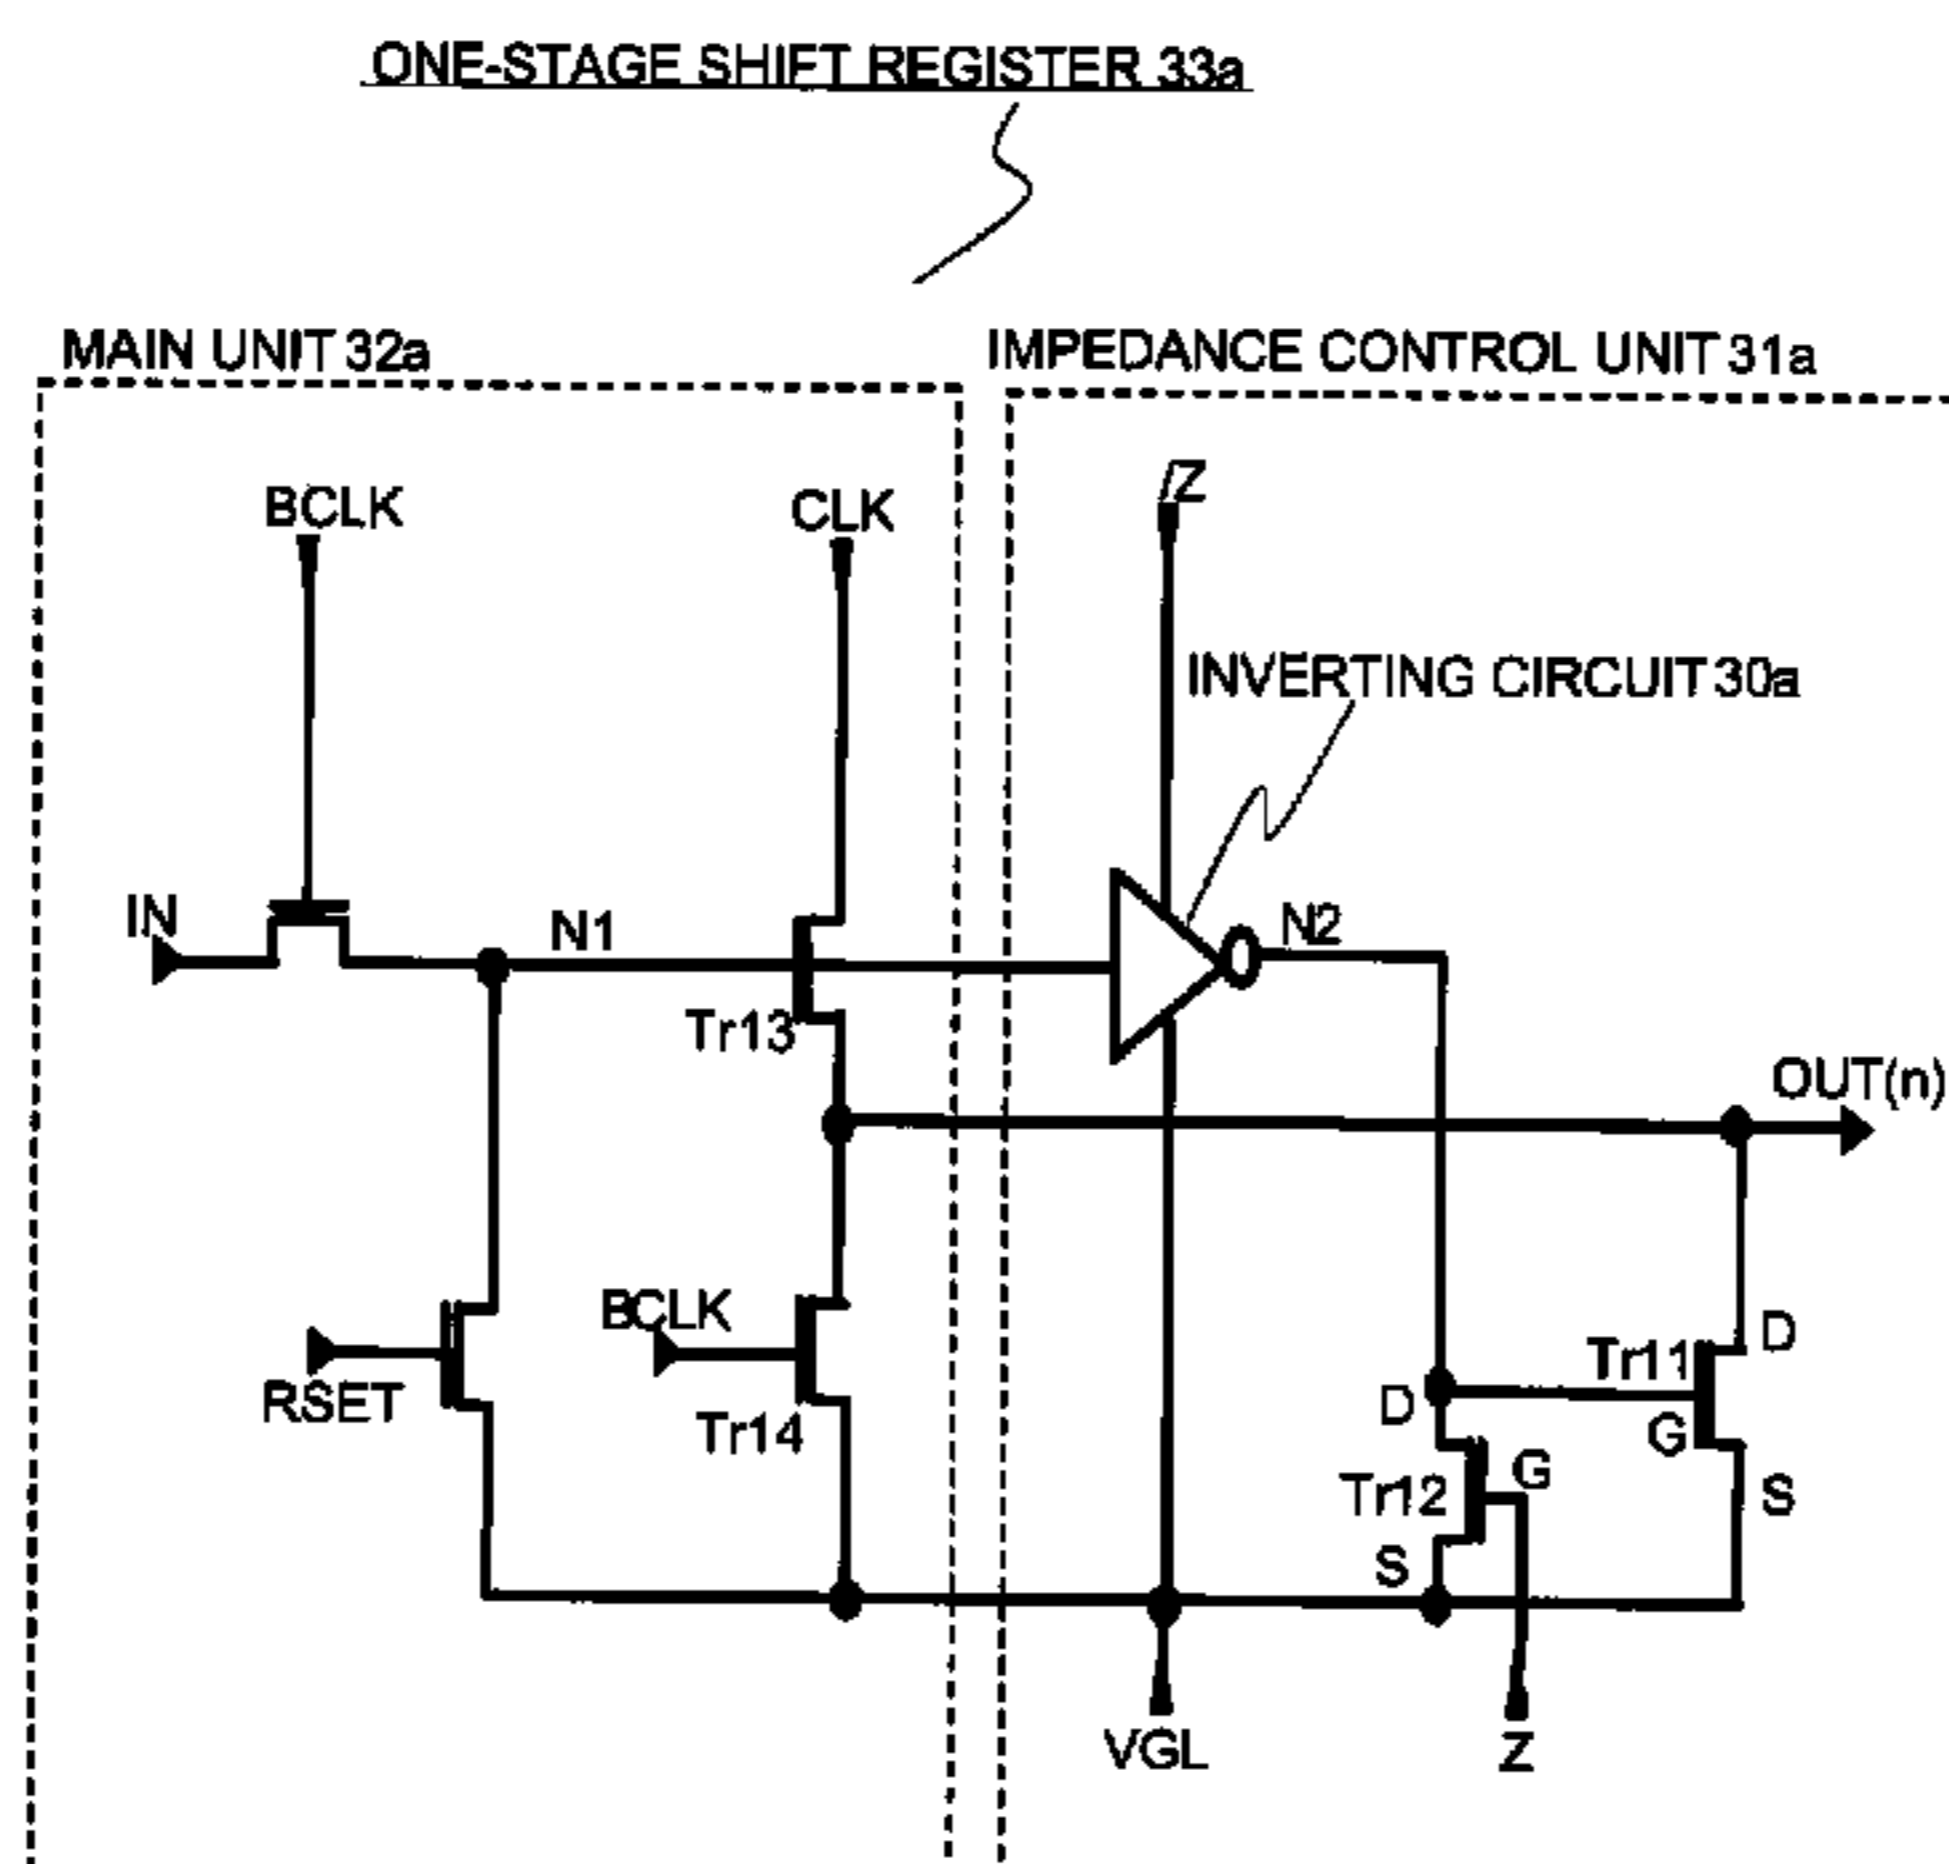 ONE-STAGE SHIFT REGISTER 33a
MAIN UNIT 32a
IMPEDANCE CONTROL UNIT 31a
BCLK
CLK
/Z
INVERTING CIRCUIT 30a
IN
N1
N2
Tr13
OUT(n)
BCLK
RSET
Tr14
Tr11
D
D
G
S
Tr12
G
S
VGL
Z